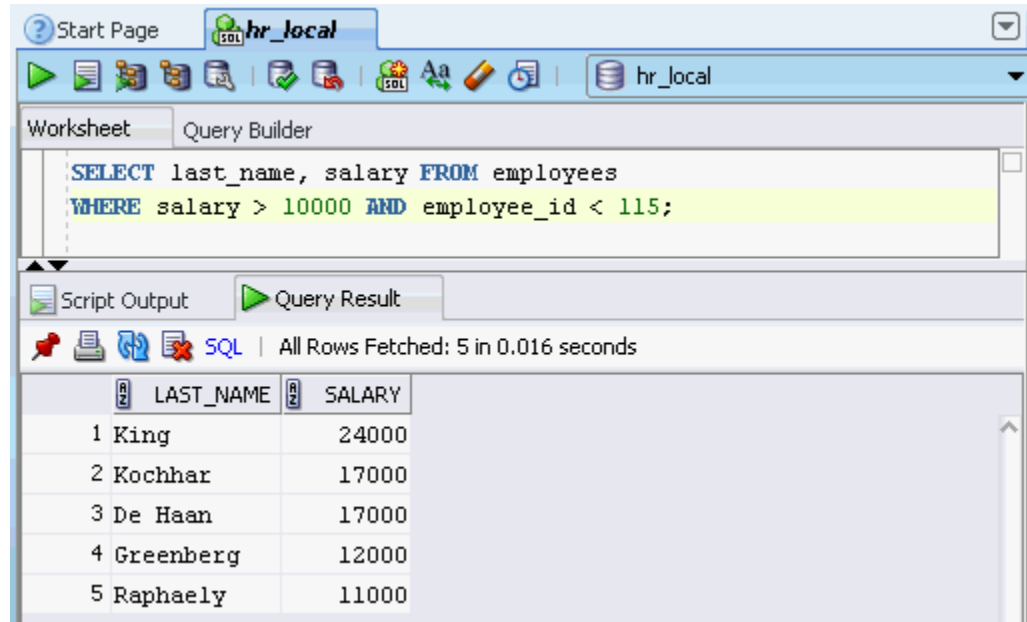 Start Page hr_local
hr_local
Worksheet Query Builder
SELECT last_name, salary FROM employees
WHERE salary > 10000 AND employee_id < 115;
Script Output Query Result
SQL | All Rows Fetched: 5 in 0.016 seconds
LAST_NAME SALARY
1 King 24000
2 Kochhar 17000
3 De Haan 17000
4 Greenberg 12000
5 Raphaely 11000